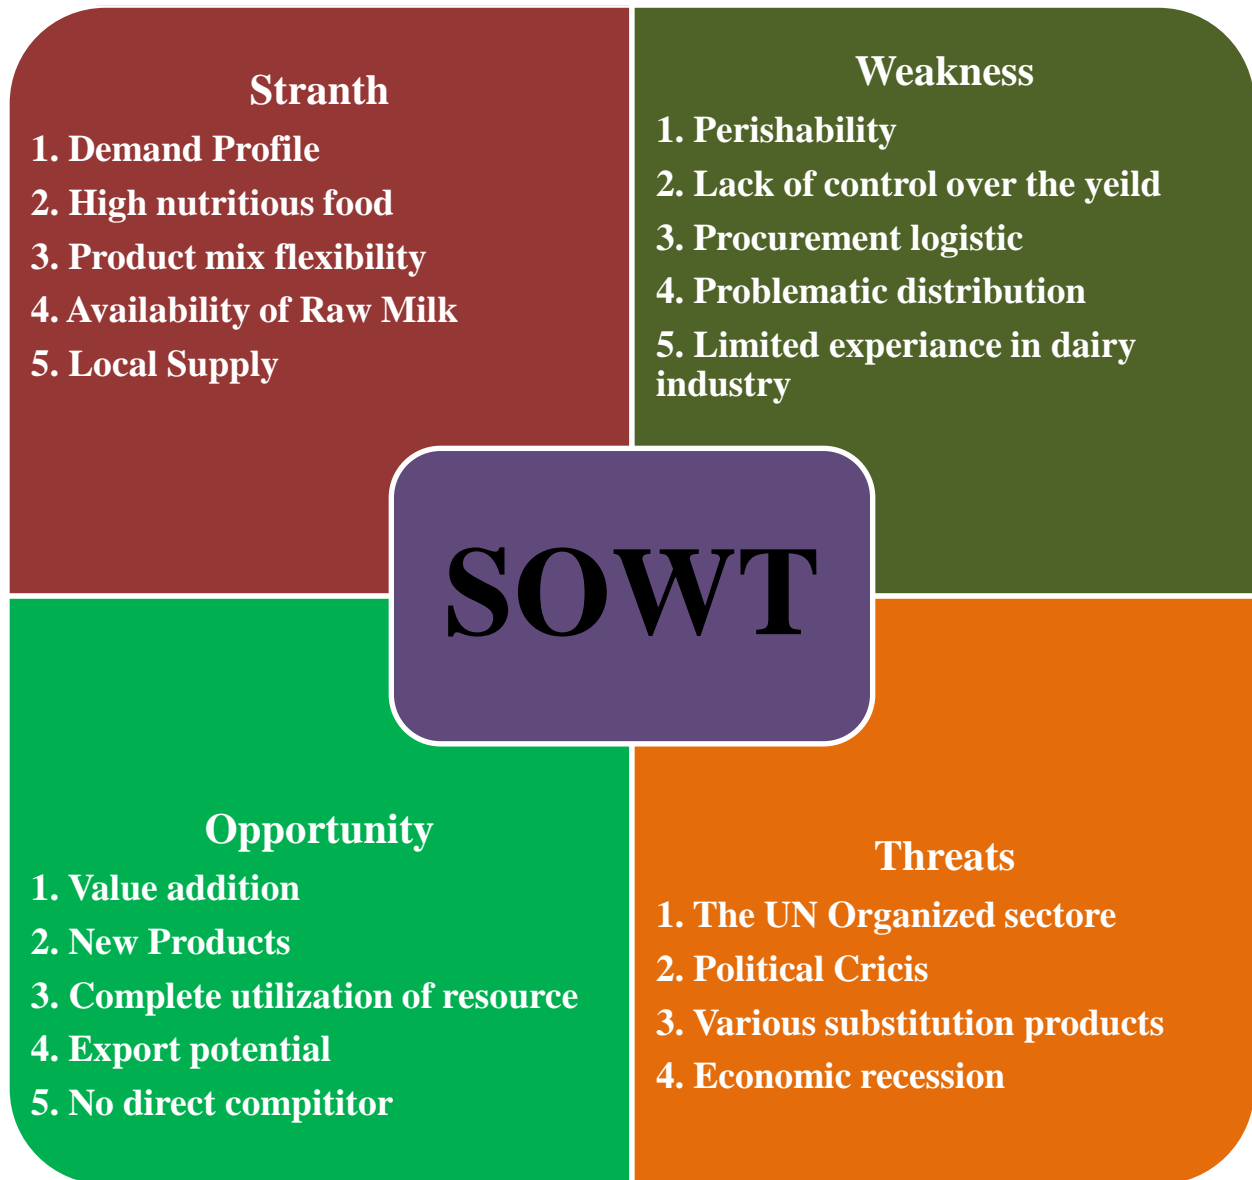 Stranth
1. Demand Profile
2. High nutritious food
3. Product mix flexibility
4. Availability of Raw Milk
5. Local Supply
Weakness
1. Perishability
2. Lack of control over the yeild
3. Procurement logistic
4. Problematic distribution
5. Limited experiance in dairy
industry
SOWT
Opportunity
1. Value addition
2. New Products
3. Complete utilization of resource
4. Export potential
5. No direct compititor
Threats
1. The UN Organized sectore
2. Political Cricis
3. Various substitution products
4. Economic recession